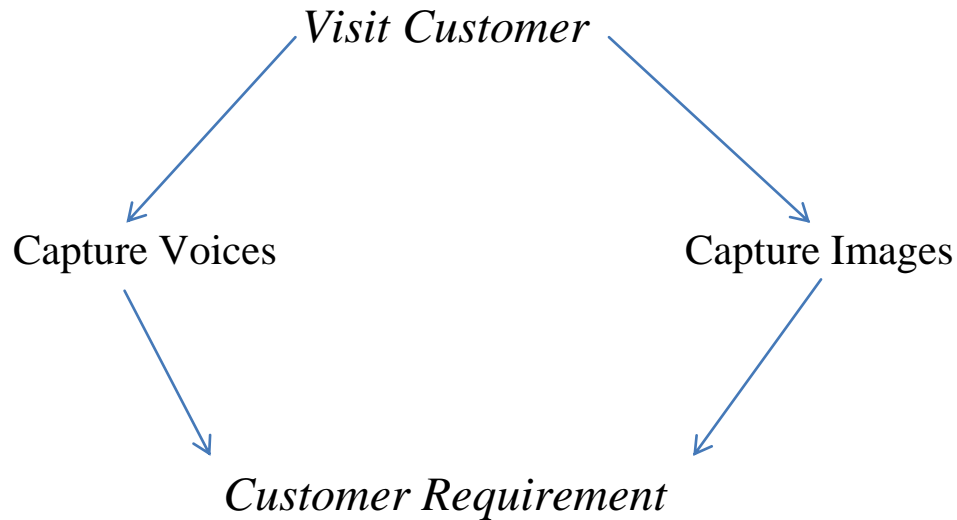 Visit Customer
Capture Voices
Capture Images
Customer Requirement